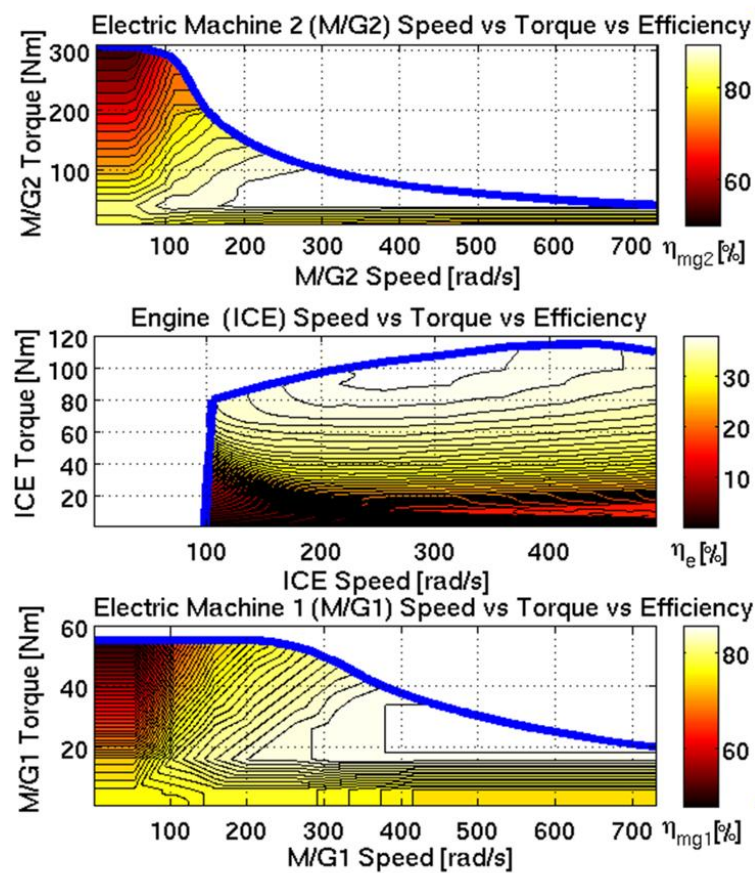 Electric Machine 2 (M/G2) Speed vs Torque vs Efficiency
M/G2 Torque [Nm]
300
200
100
100 200 300 400 500 600 700
M/G2 Speed [rad/s]
80
60
ηmg2[%]
Engine (ICE) Speed vs Torque vs Efficiency
ICE Torque [Nm]
120
100
80
60
40
20
100 200 300 400
ICE Speed [rad/s]
30
20
10
ηe[%]
Electric Machine 1 (M/G1) Speed vs Torque vs Efficiency
M/G1 Torque [Nm]
60
40
20
100 200 300 400 500 600 700
M/G1 Speed [rad/s]
80
60
ηmg1[%]